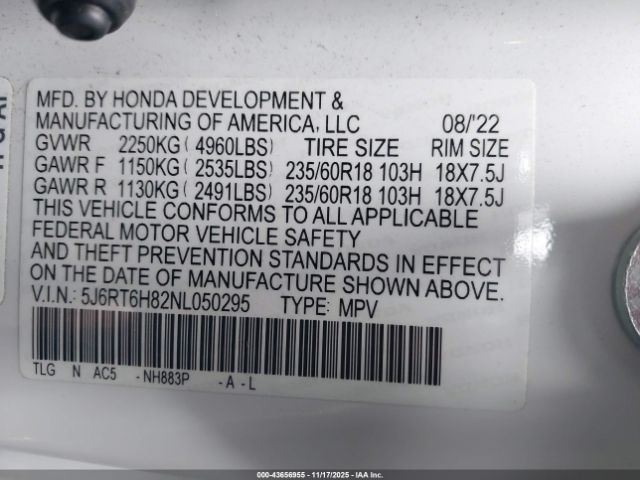 MFD. BY HONDA DEVELOPMENT &
MANUFACTURING OF AMERICA, LLC 08/'22
GVWR 2250KG( 4960LBS) TIRE SIZE RIM SIZE
GAWR F 1150KG( 2535LBS) 235/60R18 103H 18X7.5J
GAWR R 1130KG( 2491LBS) 235/60R18 103H 18X7.5J
THIS VEHICLE CONFORMS TO ALL APPLICABLE
FEDERAL MOTOR VEHICLE SAFETY
AND THEFT PREVENTION STANDARDS IN EFFECT
ON THE DATE OF MANUFACTURE SHOWN ABOVE.
V.I.N.: 5J6RT6H82NL050295 TYPE: MPV
TLG N AC5 -NH883P -A-L
000-43656955 - 11/17/2025 - IAA Inc.